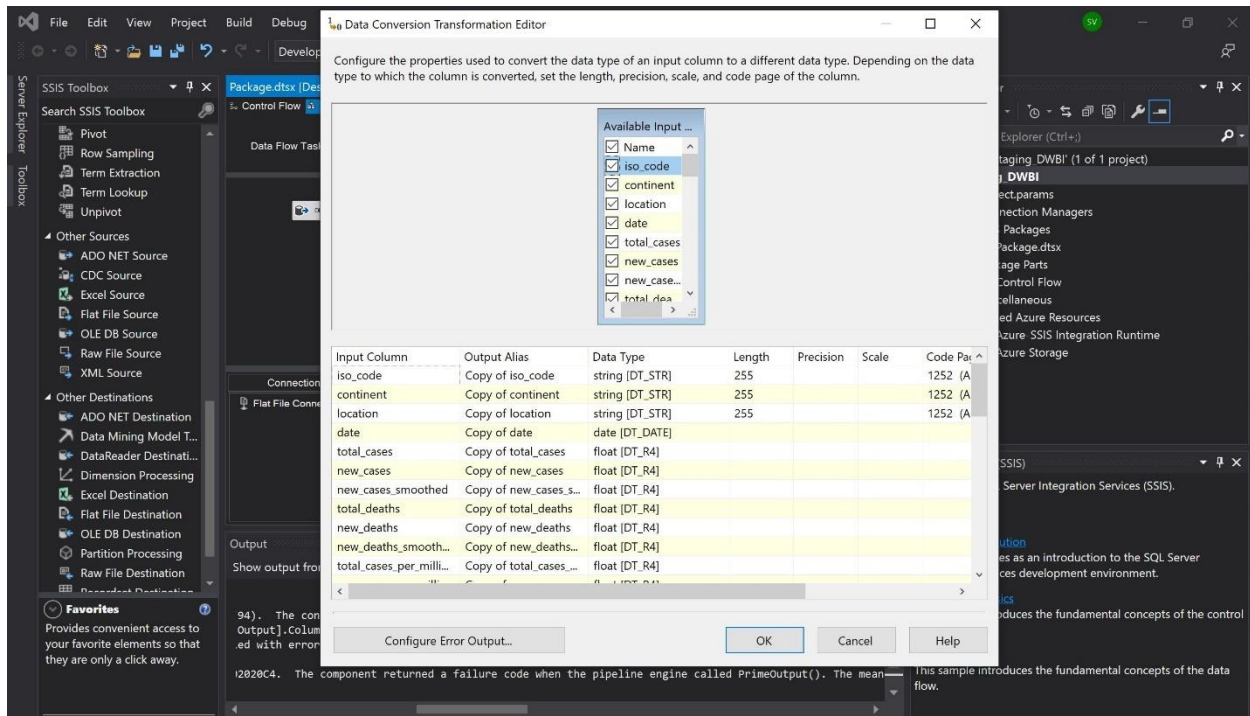 File Edit View Project Build Debug
SV
Develop
Server Explorer
Toolbox
SSIS Toolbox
Search SSIS Toolbox
Pivot
Row Sampling
Term Extraction
Term Lookup
Unpivot
Other Sources
ADO NET Source
CDC Source
Excel Source
Flat File Source
OLE DB Source
Raw File Source
XML Source
Other Destinations
ADO NET Destination
Data Mining Model T...
DataReader Destinati...
Dimension Processing
Excel Destination
Flat File Destination
OLE DB Destination
Partition Processing
Raw File Destination
Favorites
Provides convenient access to
your favorite elements so that
they are only a click away.
Package.dtsx [Des
Control Flow
Data Flow Tas
Connection
Flat File Conne
Output
Show output fro
94). The con
Output].Colum
.ed with error
2020C4. The component returned a failure code when the pipeline engine called PrimeOutput(). The mean
Data Conversion Transformation Editor
Configure the properties used to convert the data type of an input column to a different data type. Depending on the data
type to which the column is converted, set the length, precision, scale, and code page of the column.
Available Input ...
Name
iso_code
continent
location
date
total_cases
new_cases
new_case...
total_dea
Input Column Output Alias Data Type Length Precision Scale Code Pa
iso_code Copy of iso_code string [DT_STR] 255 1252 (A
continent Copy of continent string [DT_STR] 255 1252 (A
location Copy of location string [DT_STR] 255 1252 (A
date Copy of date date [DT_DATE]
total_cases Copy of total_cases float [DT_R4]
new_cases Copy of new_cases float [DT_R4]
new_cases_smoothed Copy of new_cases_s... float [DT_R4]
total_deaths Copy of total_deaths float [DT_R4]
new_deaths Copy of new_deaths float [DT_R4]
new_deaths_smooth... Copy of new_deaths... float [DT_R4]
total_cases_per_milli... Copy of total_cases_... float [DT_R4]
Configure Error Output... OK Cancel Help
Explorer (Ctrl+;)
taging_DWBI' (1 of 1 project)
_DWBI
ect.params
nection Managers
Packages
Package.dtsx
age Parts
Control Flow
cellaneous
ed Azure Resources
Azure SSIS Integration Runtime
Azure Storage
SSIS)
Server Integration Services (SSIS).
ution
es as an introduction to the SQL Server
ces development environment.
ics
oduces the fundamental concepts of the control
This sample introduces the fundamental concepts of the data
flow.